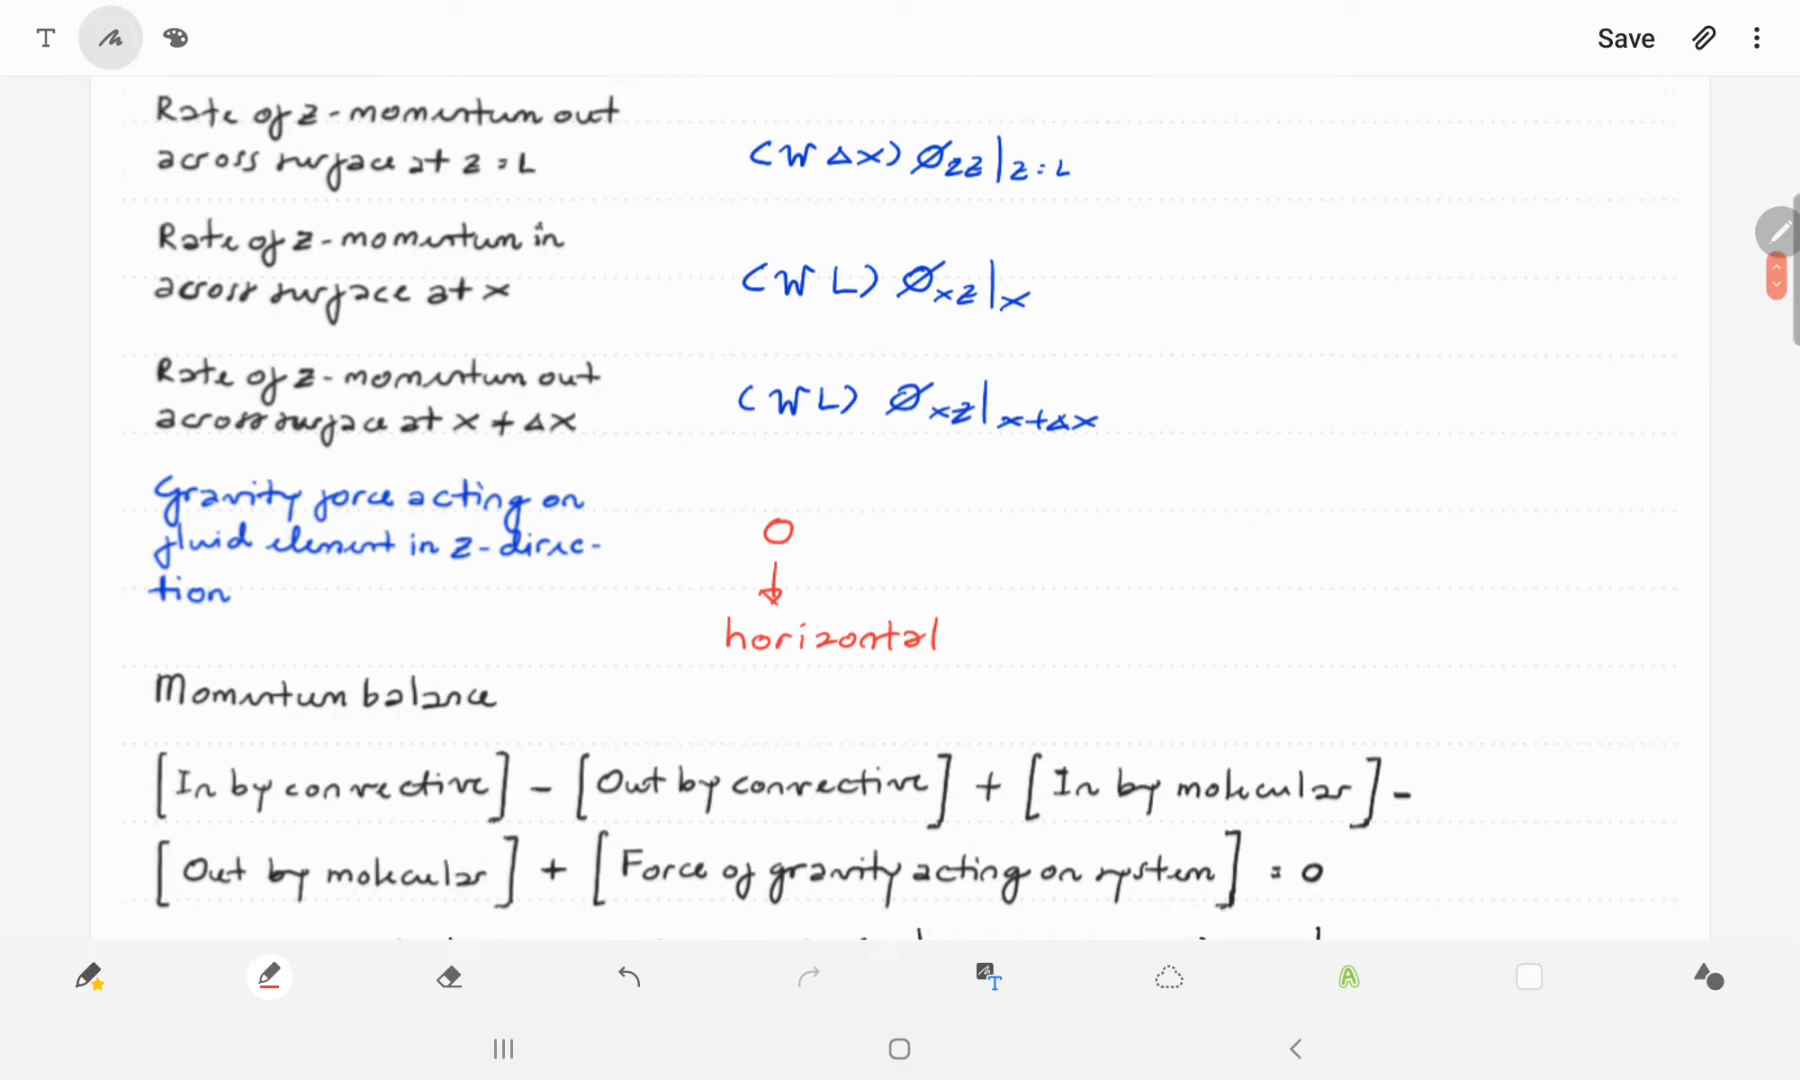 T Save
Rate of z-momentum out
across surface at z = L (W Δx) ϕzz|z=L
Rate of z-momentum in
across surface at x (W L) ϕxz|x
Rate of z-momentum out
across surface at x + Δx (W L) ϕxz|x+Δx
Gravity force acting on
fluid element in z-direc-
tion
0
↓
horizontal
Momentum balance
[In by convective] - [Out by convective] + [In by molecular] -
[Out by molecular] + [Force of gravity acting on system] = 0